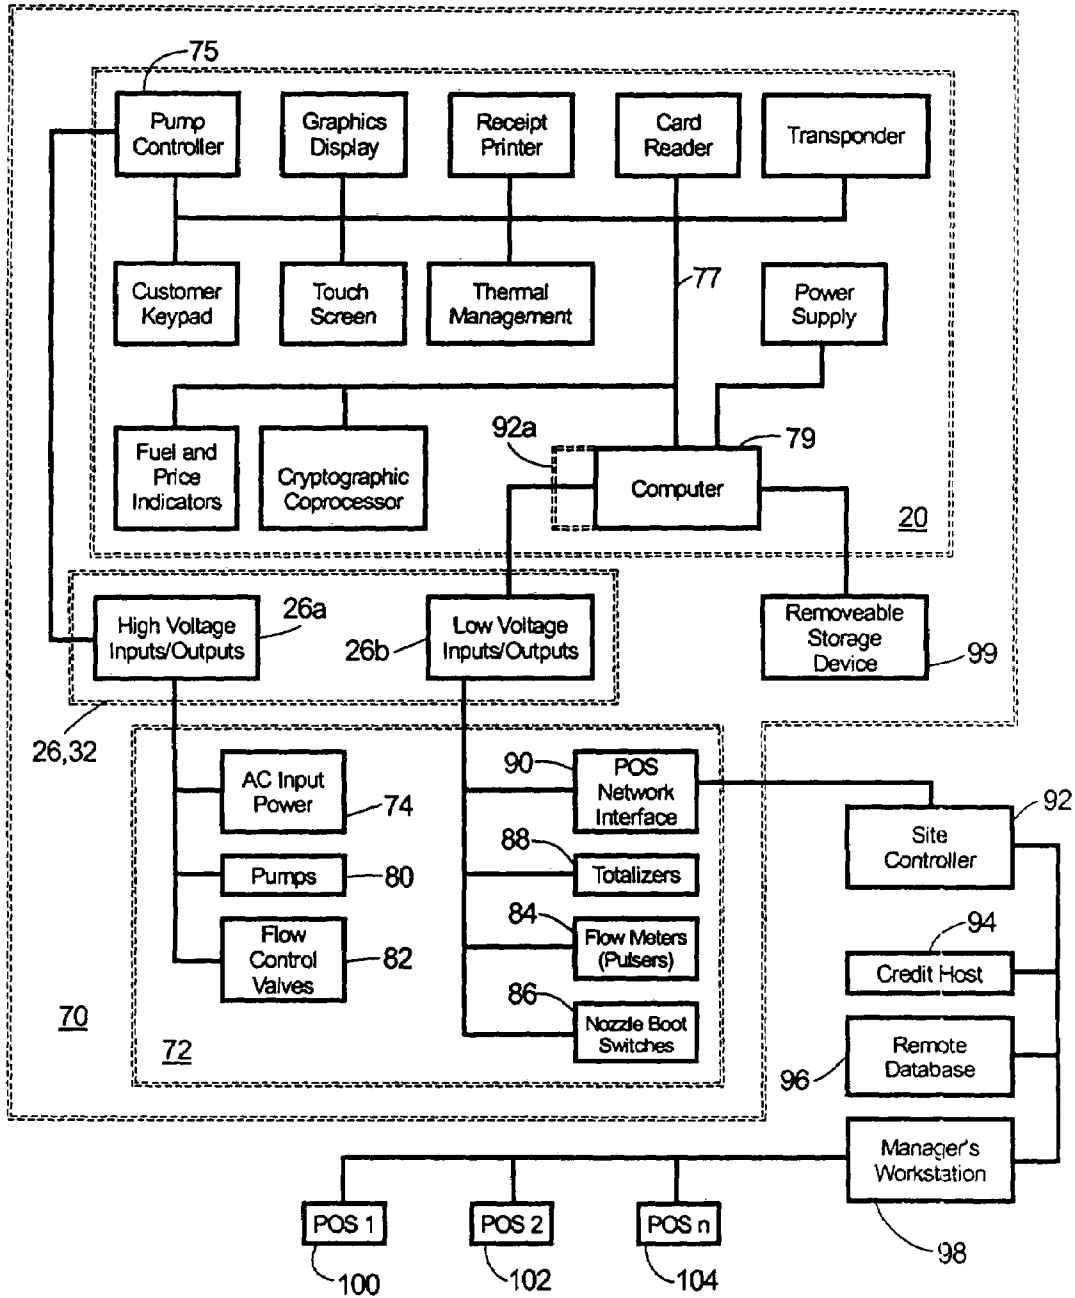 75
Pump
Controller
Graphics
Display
Receipt
Printer
Card
Reader
Transponder
Customer
Keypad
Touch
Screen
Thermal
Management
77
Power
Supply
Fuel and
Price
Indicators
Cryptographic
Coprocessor
92a
Computer
79
20
High Voltage
Inputs/Outputs
26a
26b
Low Voltage
Inputs/Outputs
Removeable
Storage
Device
99
26,32
AC Input
Power
74
Pumps
80
Flow
Control
Valves
82
90
POS
Network
Interface
88
Totalizers
84
Flow Meters
(Pulsers)
86
Nozzle Boot
Switches
70
72
92
Site
Controller
94
Credit Host
96
Remote
Database
Manager's
Workstation
98
POS 1
100
POS 2
102
POS n
104